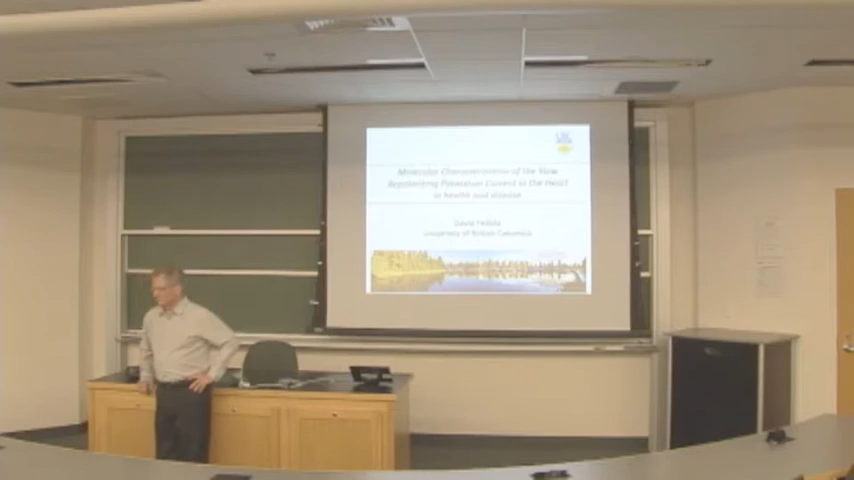 Molecular Characterization of the Slow
Repolarizing Potassium Current in the Heart
in health and disease
David Fedida
University of British Columbia